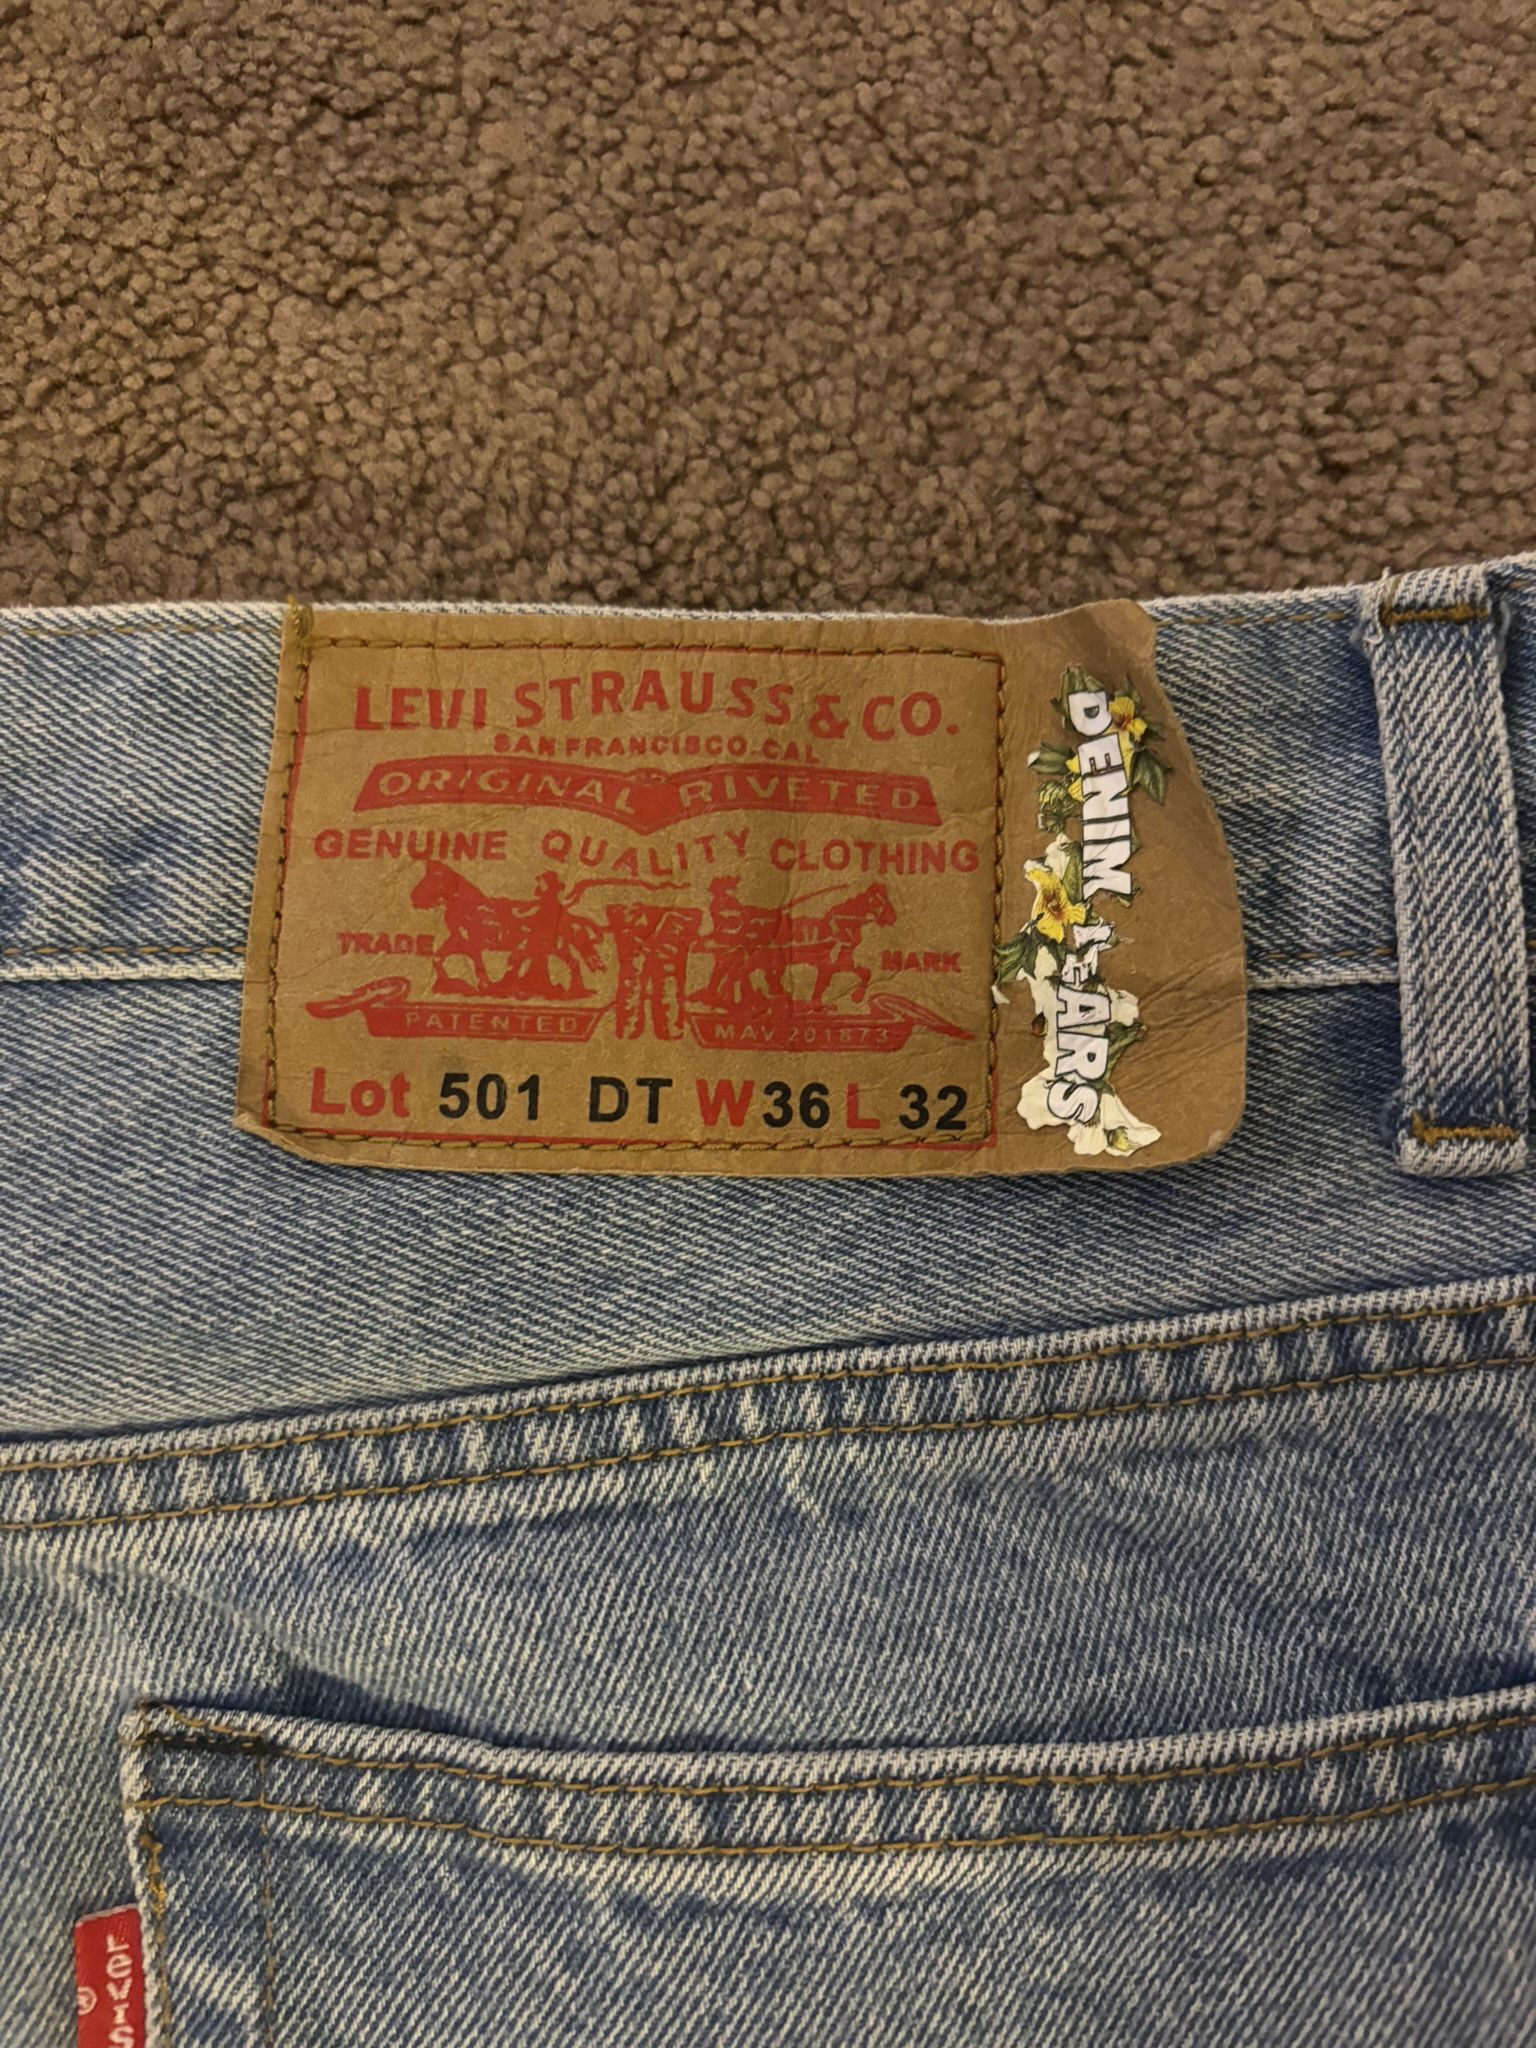 LEVI STRAUSS & CO.
SAN FRANCISCO. CAL
ORIGINAL RIVETED
GENUINE QUALITY CLOTHING
TRADE MARK
PATENTED MAY 20 1873
Lot 501 DT W 36 L 32
DENIM TEARS
LEVI'S
®